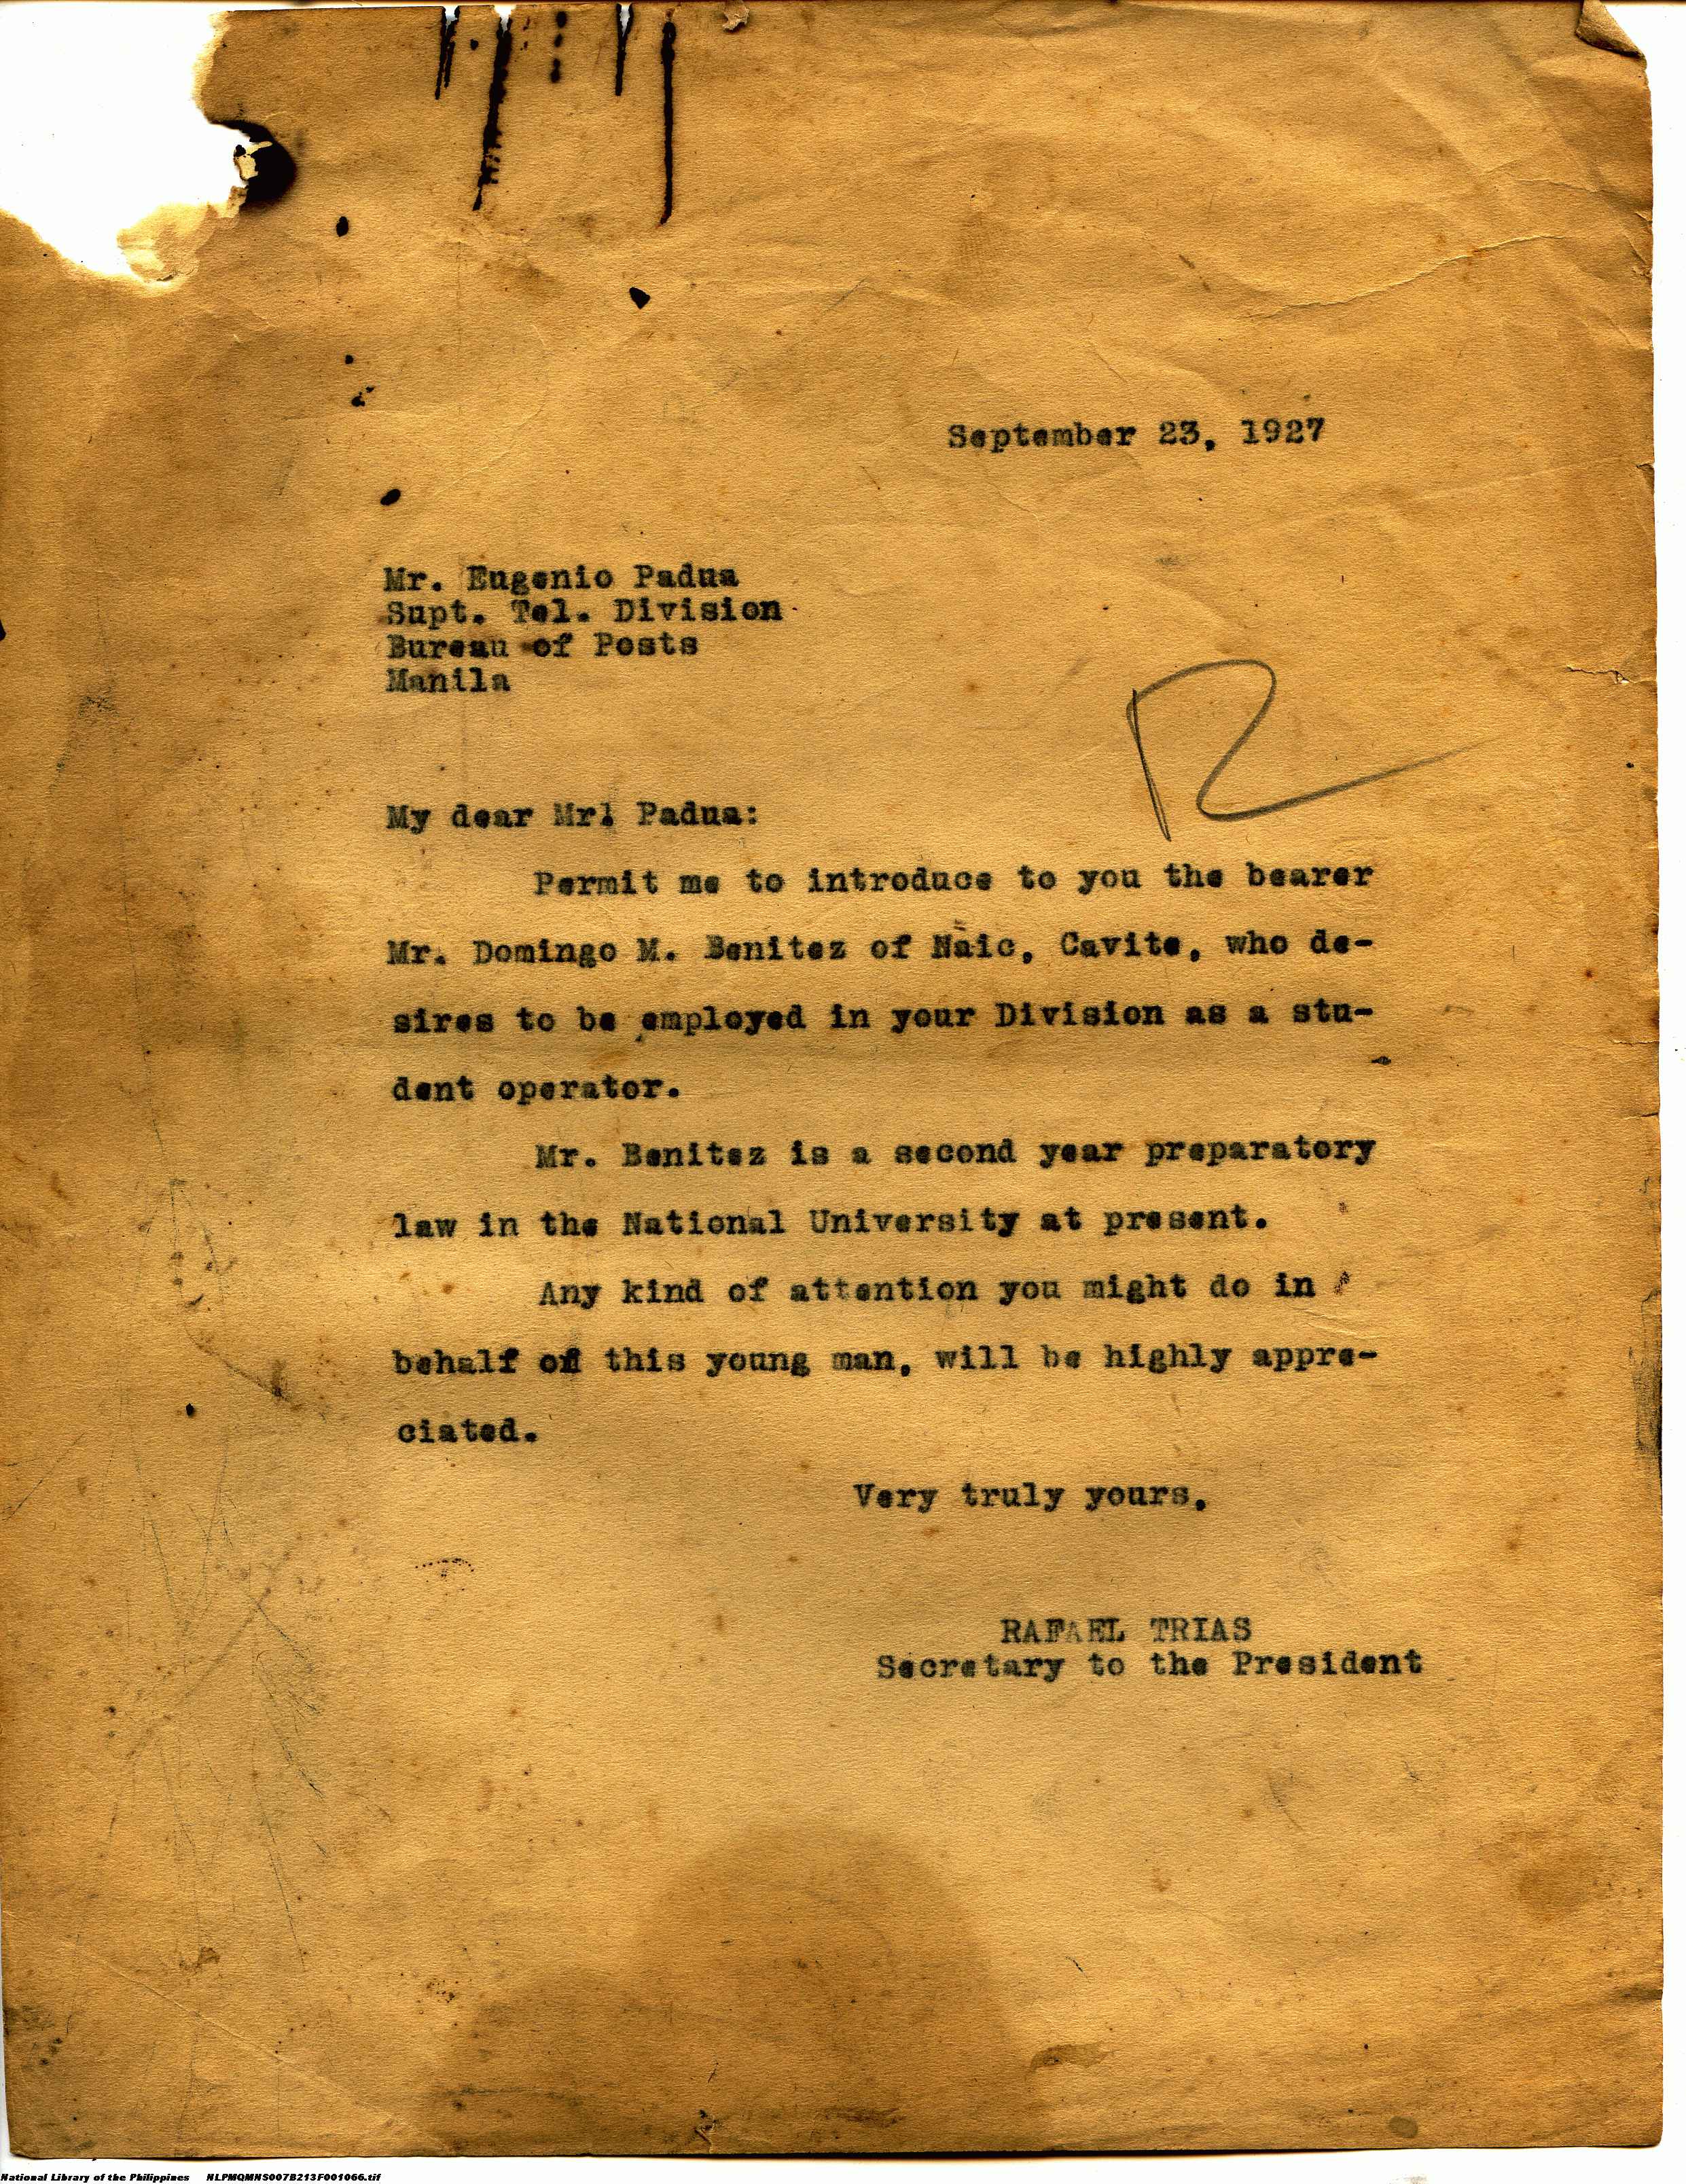 September 23, 1927
Mr. Eugenio Padua
Supt. Tel. Division
Bureau of Posts
Manila
R
My dear Mr! Padua:
Permit me to introduce to you the bearer
Mr. Domingo M. Benitez of Naic, Cavite, who de-
sires to be employed in your Division as a stu-
dent operator.
Mr. Benitez is a second year preparatory
law in the National University at present.
Any kind of attention you might do in
behalf of this young man, will be highly appre-
ciated.
Very truly yours,
RAFAEL TRIAS
Secretary to the President
National Library of the Philippines NLPMQMNS007B213F001066.tif